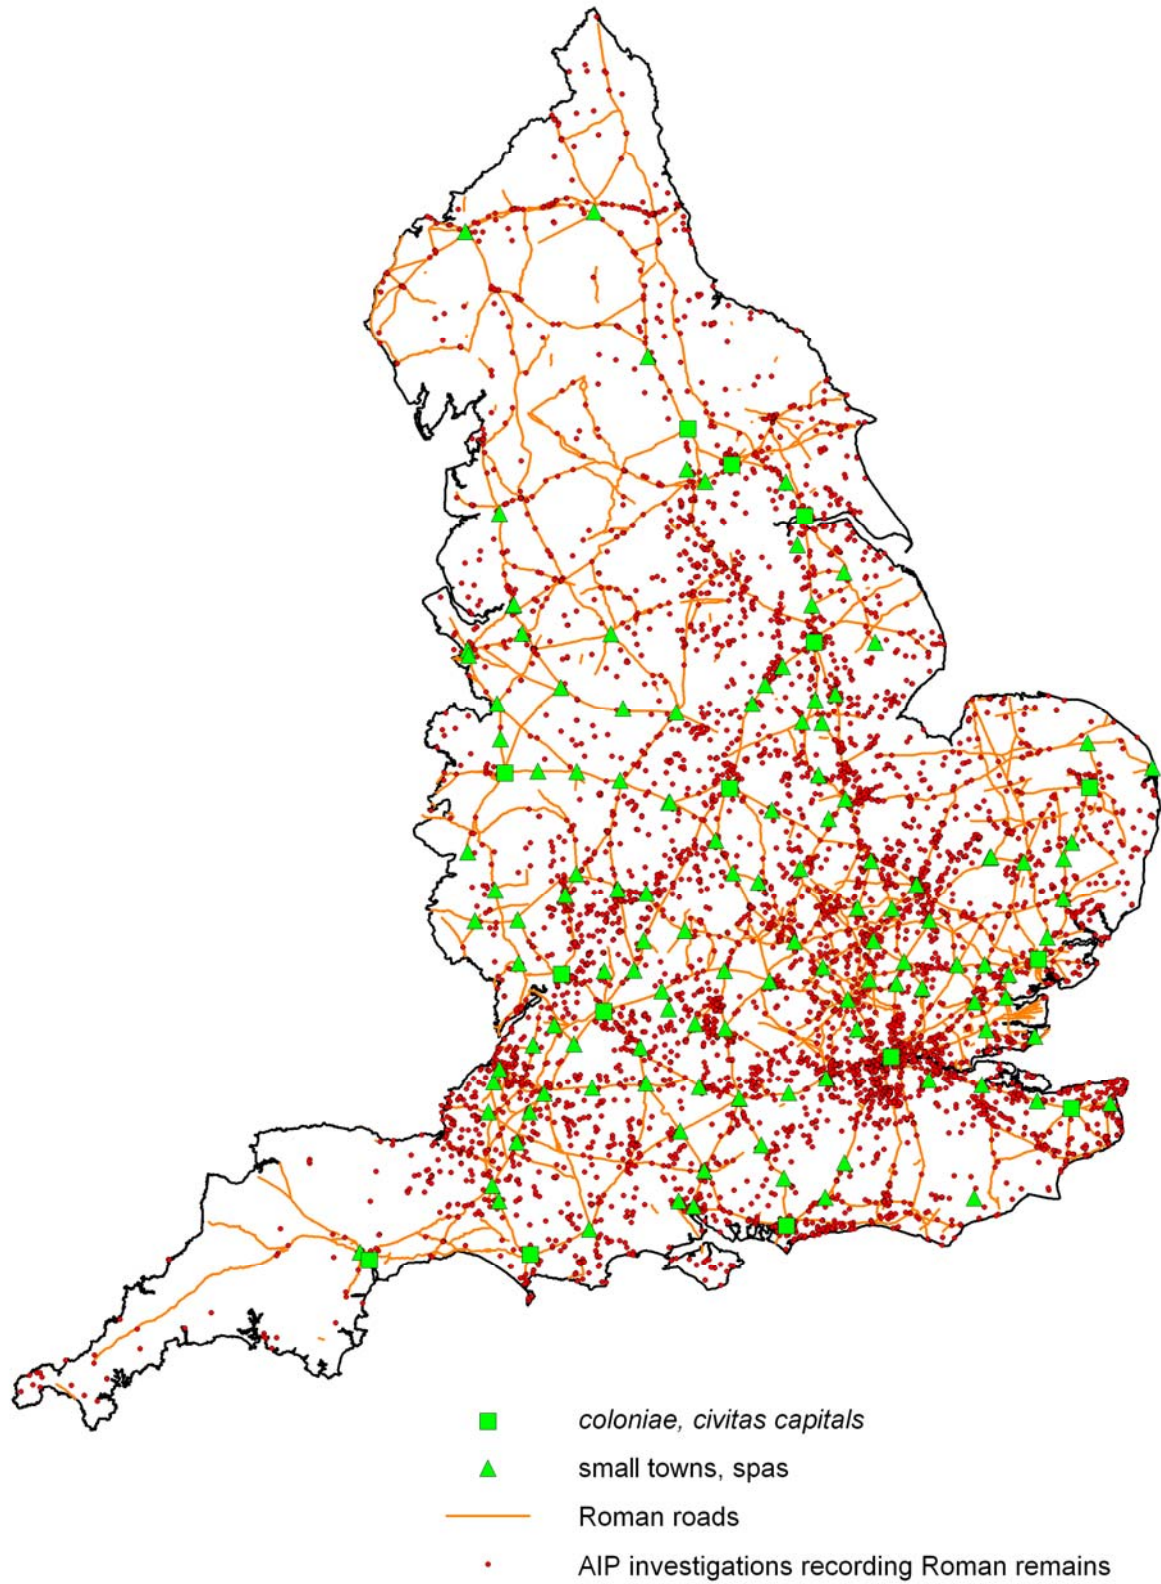 coloniae, civitas capitals
small towns, spas
Roman roads
AIP investigations recording Roman remains